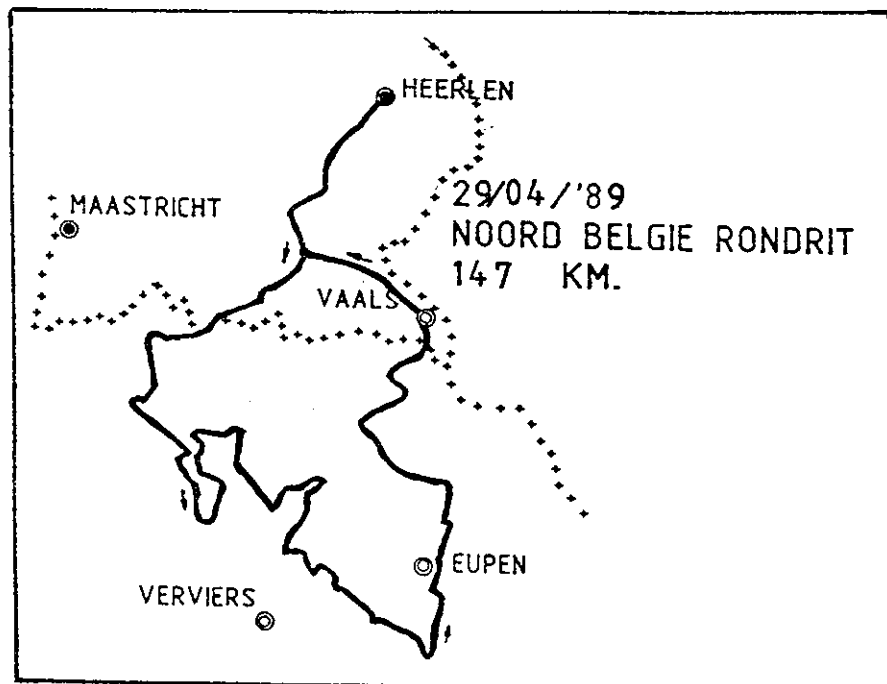 HEERLEN
MAASTRICHT
29/04/'89
NOORD BELGIE RONDRIT
147 KM.
VAALS
EUPEN
VERVIERS